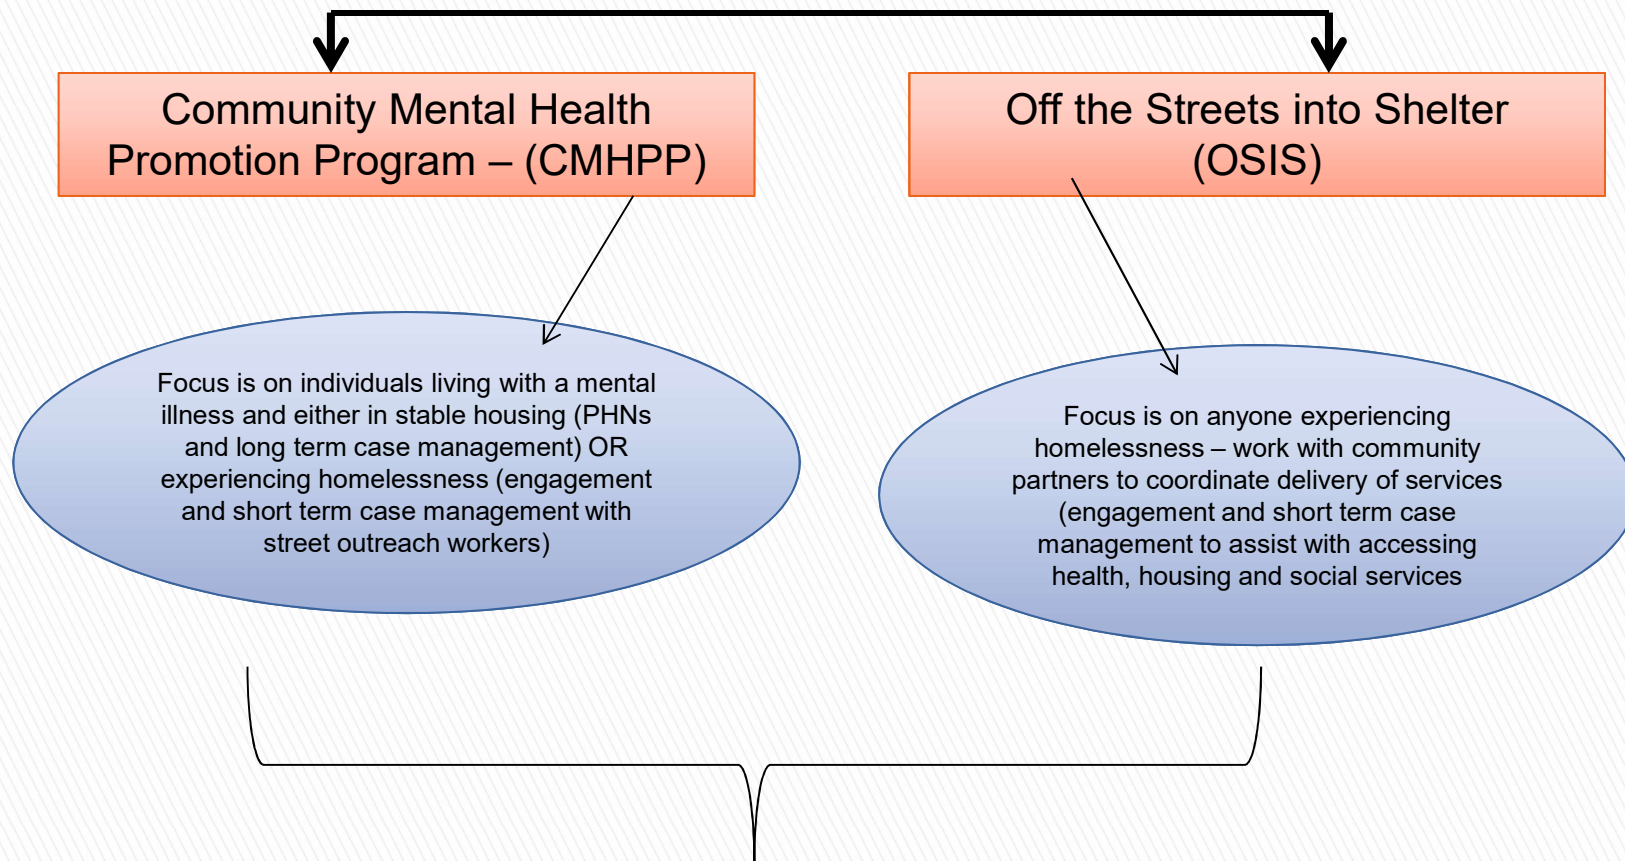 Community Mental Health
Promotion Program – (CMHPP)
Off the Streets into Shelter
(OSIS)
Focus is on individuals living with a mental
illness and either in stable housing (PHNs
and long term case management) OR
experiencing homelessness (engagement
and short term case management with
street outreach workers)
Focus is on anyone experiencing
homelessness – work with community
partners to coordinate delivery of services
(engagement and short term case
management to assist with accessing
health, housing and social services